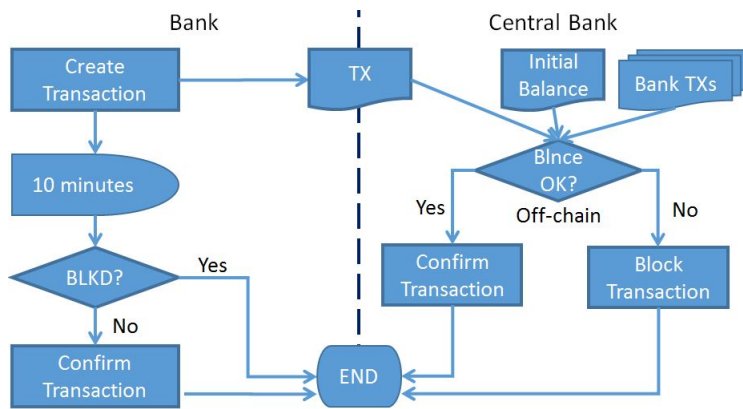 Bank
Central Bank
Create
Transaction
TX
Initial
Balance
Bank TXs
10 minutes
Blnce
OK?
Yes
Off-chain
No
BLKD?
Yes
Confirm
Transaction
Block
Transaction
No
Confirm
Transaction
END